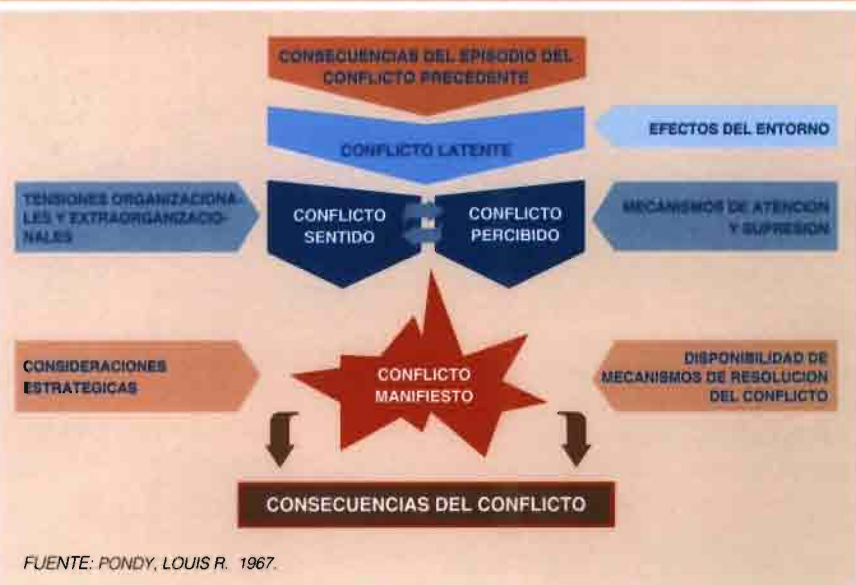 CONSECUENCIAS DEL EPISODIO DEL
CONFLICTO PRECEDENTE
CONFLICTO LATENTE
EFECTOS DEL ENTORNO
TENSIONES ORGANIZACIONA-
LES Y EXTRAORGANIZACIO-
NALES
CONFLICTO
SENTIDO
CONFLICTO
PERCIBIDO
MECANISMOS DE ATENCION
Y SUPRESION
CONSIDERACIONES
ESTRATEGICAS
CONFLICTO
MANIFIESTO
DISPONIBILIDAD DE
MECANISMOS DE RESOLUCION
DEL CONFLICTO
CONSECUENCIAS DEL CONFLICTO
FUENTE: PONDY, LOUIS R. 1967.